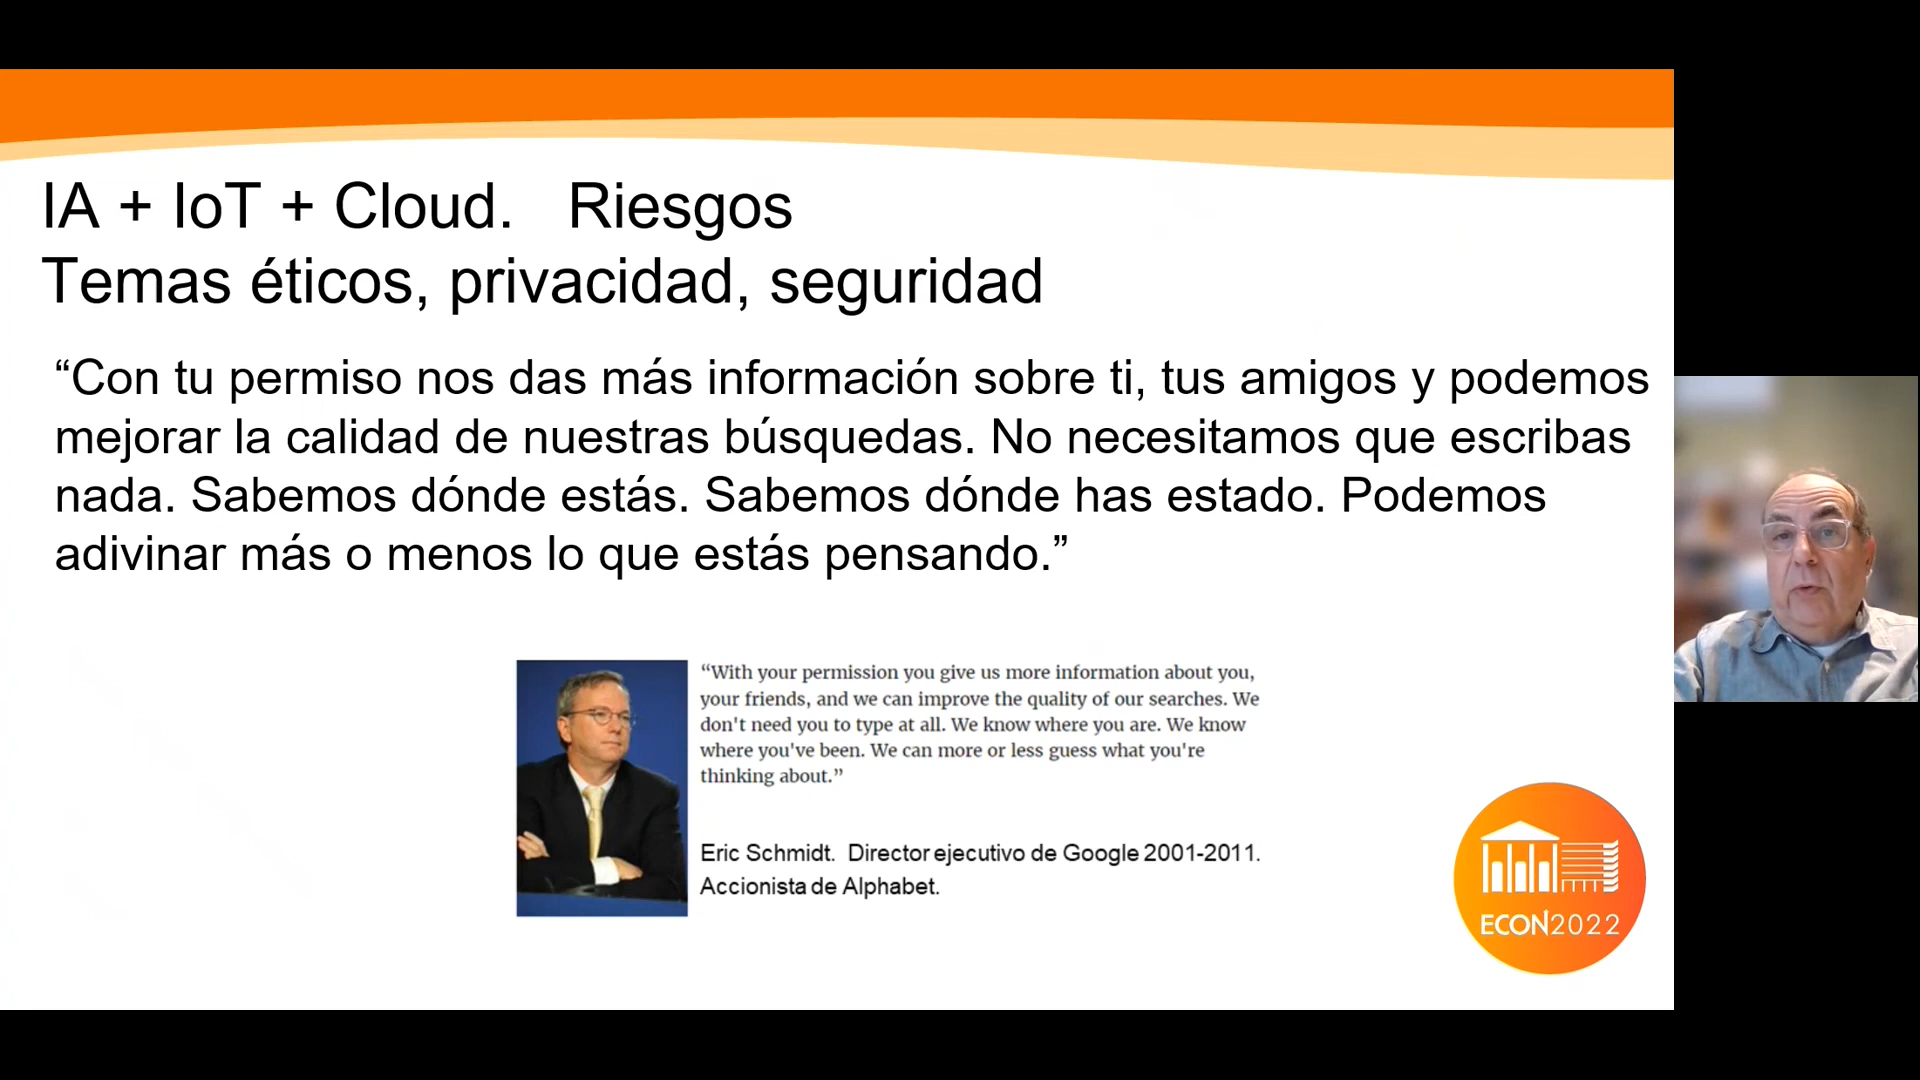 IA + IoT + Cloud. Riesgos
Temas éticos, privacidad, seguridad
“Con tu permiso nos das más información sobre ti, tus amigos y podemos
mejorar la calidad de nuestras búsquedas. No necesitamos que escribas
nada. Sabemos dónde estás. Sabemos dónde has estado. Podemos
adivinar más o menos lo que estás pensando.”
“With your permission you give us more information about you,
your friends, and we can improve the quality of our searches. We
don't need you to type at all. We know where you are. We know
where you've been. We can more or less guess what you're
thinking about.”
Eric Schmidt. Director ejecutivo de Google 2001-2011.
Accionista de Alphabet.
ECON2022